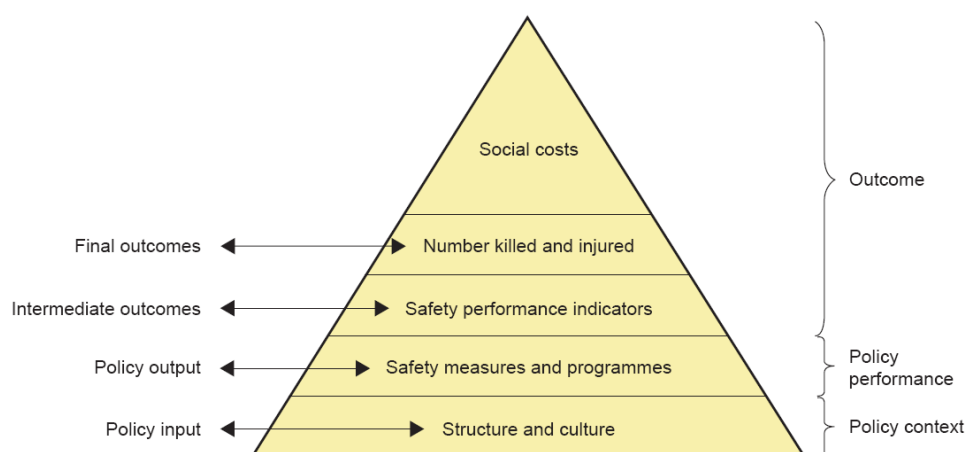 Social costs
Outcome
Final outcomes
Number killed and injured
Intermediate outcomes
Safety performance indicators
Policy output
Safety measures and programmes
Policy
performance
Policy input
Structure and culture
Policy context